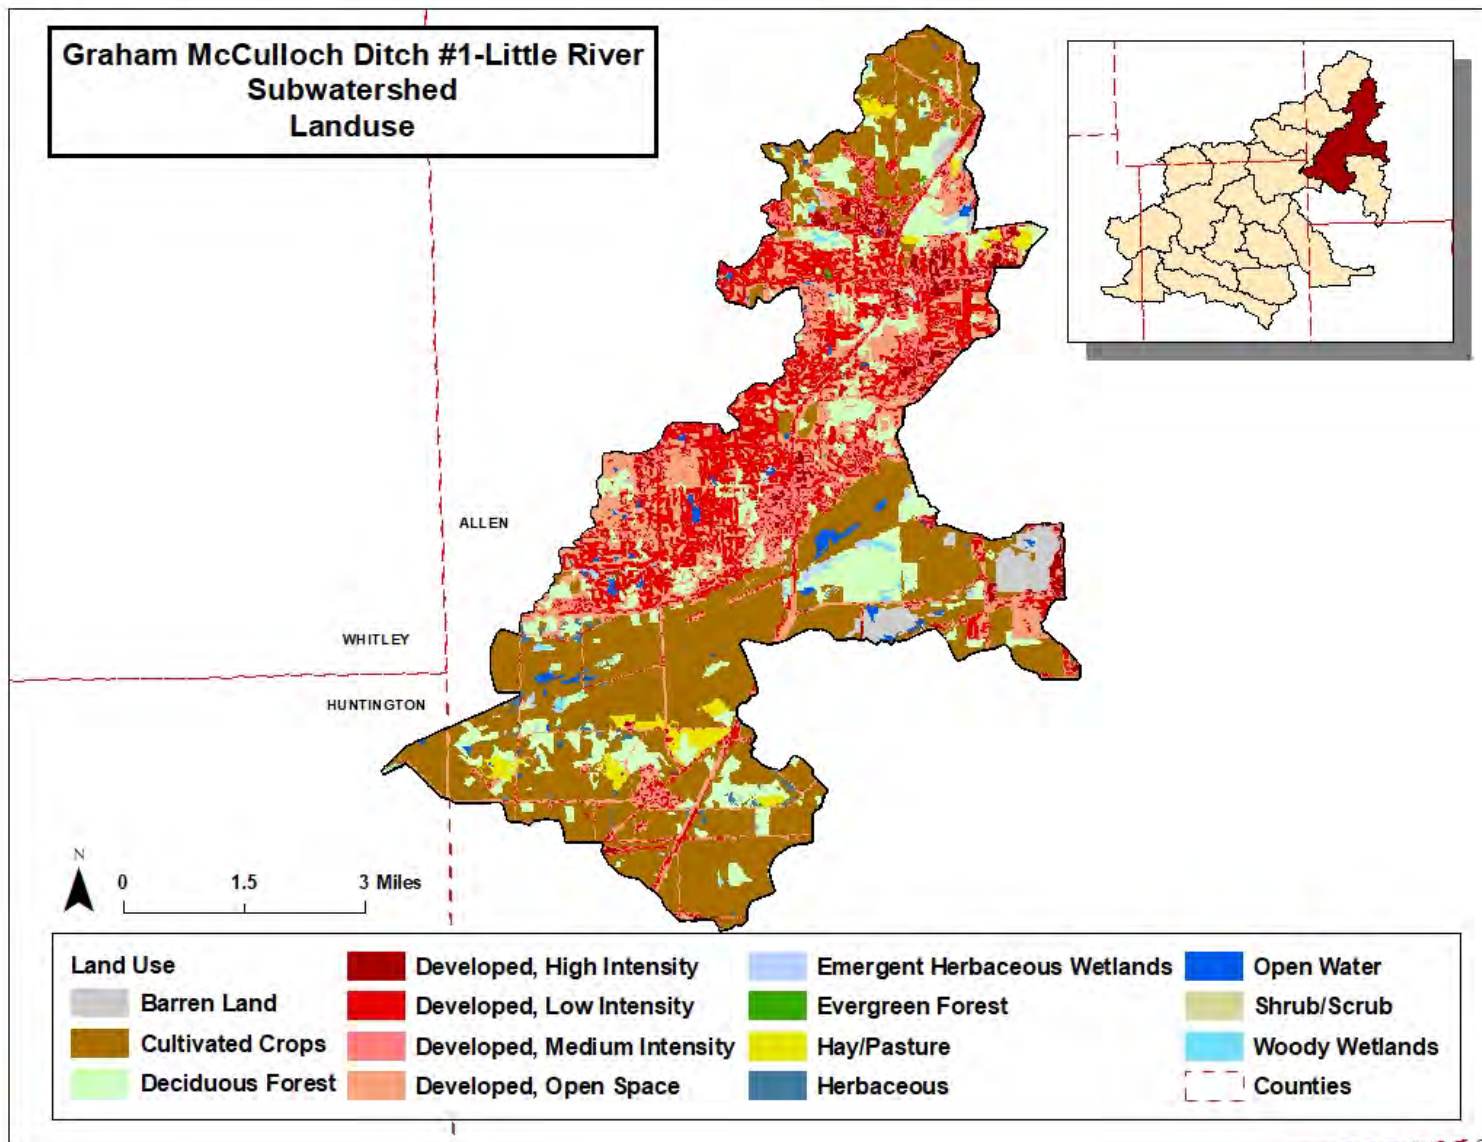 Graham McCulloch Ditch #1-Little River
Subwatershed
Landuse
ALLEN
WHITLEY
HUNTINGTON
N
0 1.5 3 Miles
Land Use
Barren Land
Cultivated Crops
Deciduous Forest
Developed, High Intensity
Developed, Low Intensity
Developed, Medium Intensity
Developed, Open Space
Emergent Herbaceous Wetlands
Evergreen Forest
Hay/Pasture
Herbaceous
Open Water
Shrub/Scrub
Woody Wetlands
Counties